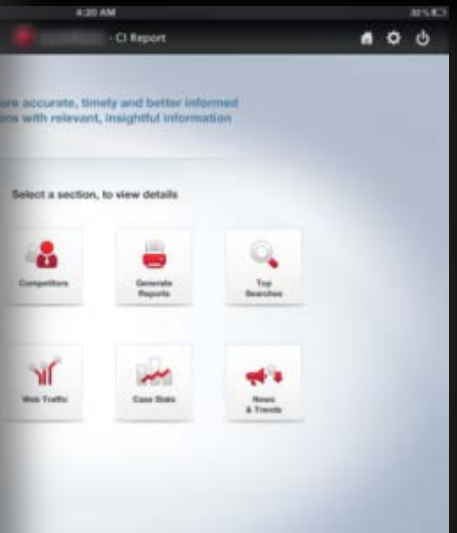 4:20 AM
32%
- CI Report
ore accurate, timely and better informed
ons with relevant, insightful information
Select a section, to view details
Competitors
Generate
Reports
Top
Searches
Web Traffic
Case Stats
News
& Trends